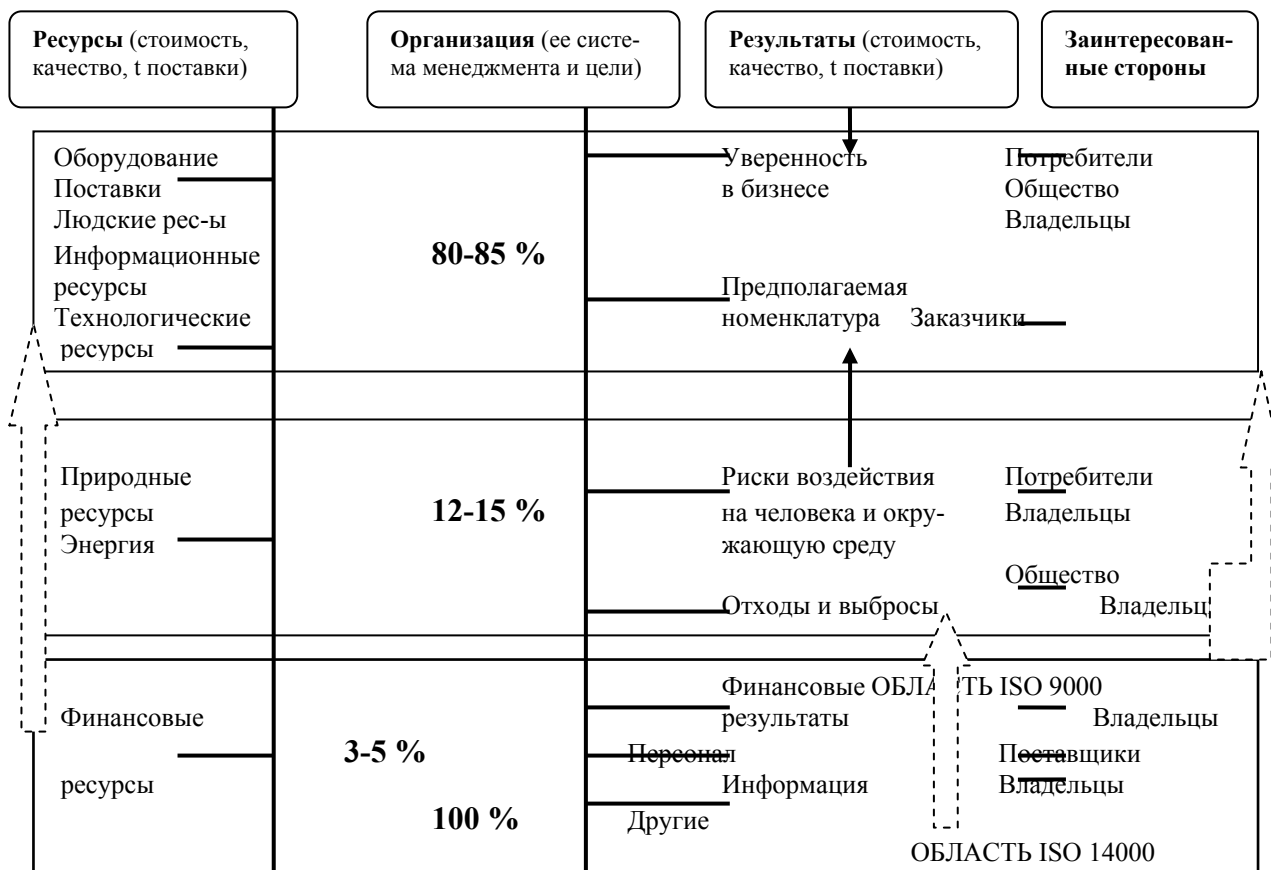 Ресурсы (стоимость,
качество, t поставки)
Организация (ее систе-
ма менеджмента и цели)
Результаты (стоимость,
качество, t поставки)
Заинтересован-
ные стороны
Оборудование
Поставки
Людские рес-ы
Информационные
ресурсы
Технологические
ресурсы
80-85 %
Уверенность
в бизнесе
Предполагаемая
номенклатура
Потребители
Общество
Владельцы
Заказчики
Природные
ресурсы
Энергия
12-15 %
Риски воздействия
на человека и окру-
жающую среду
Отходы и выбросы
Потребители
Владельцы
Общество
Владельц
Финансовые
ресурсы
3-5 %
100 %
Финансовые ОБЛАСТЬ ISO 9000
результаты
Персонал
Информация
Другие
Владельцы
Поставщики
Владельцы
ОБЛАСТЬ ISO 14000